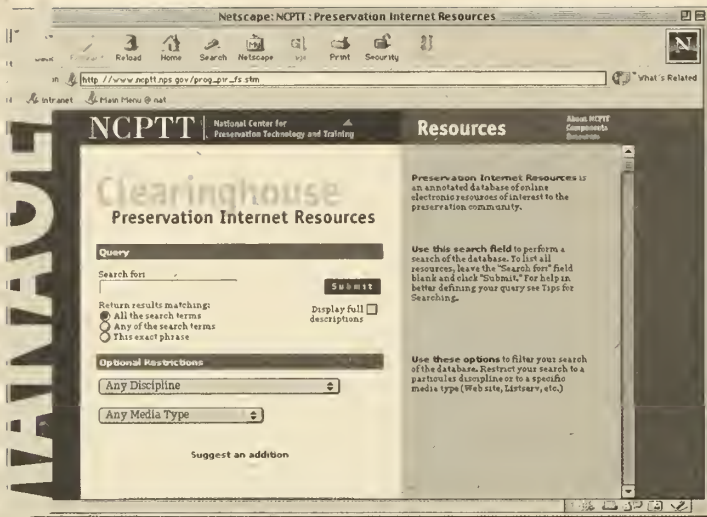 Netscape: NCPTT : Preservation Internet Resources
Reload Home Search Netscape Print Security
http://www.ncptt.nps.gov/prog_pir_fs.stm
What's Related
Intranet Main Menu @ nat
NCPTT
National Center for
Preservation Technology and Training
Resources
About NCPTT
Components
Resources
Clearinghouse
Preservation Internet Resources
Query
Search for:
Submit
Return results matching:
All the search terms
Any of the search terms
This exact phrase
Display full
descriptions
Optional Restrictions
Any Discipline
Any Media Type
Suggest an addition
Preservation Internet Resources is
an annotated database of online
electronic resources of interest to the
preservation community.
Use this search field to perform a
search of the database. To list all
resources, leave the "Search for:" field
blank and click "Submit." For help in
better defining your query see Tips for
Searching.
Use these options to filter your search
of the database. Restrict your search to a
particular discipline or to a specific
media type (Web site, Listserv, etc.)